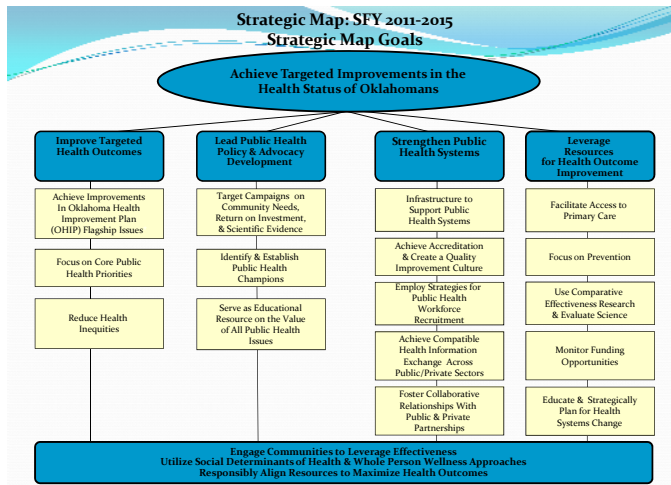 Strategic Map: SFY 2011-2015
Strategic Map Goals
Achieve Targeted Improvements in the
Health Status of Oklahomans
Improve Targeted
Health Outcomes
Achieve Improvements
In Oklahoma Health
Improvement Plan
(OHIP) Flagship Issues
Focus on Core Public
Health Priorities
Reduce Health
Inequities
Lead Public Health
Policy & Advocacy
Development
Target Campaigns on
Community Needs,
Return on Investment,
& Scientific Evidence
Identify & Establish
Public Health
Champions
Serve as Educational
Resource on the Value
of All Public Health
Issues
Strengthen Public
Health Systems
Infrastructure to
Support Public
Health Systems
Achieve Accreditation
& Create a Quality
Improvement Culture
Employ Strategies for
Public Health
Workforce
Recruitment
Achieve Compatible
Health Information
Exchange Across
Public/Private Sectors
Foster Collaborative
Relationships With
Public & Private
Partnerships
Leverage
Resources
for Health Outcome
Improvement
Facilitate Access to
Primary Care
Focus on Prevention
Use Comparative
Effectiveness Research
& Evaluate Science
Monitor Funding
Opportunities
Educate & Strategically
Plan for Health
Systems Change
Engage Communities to Leverage Effectiveness
Utilize Social Determinants of Health & Whole Person Wellness Approaches
Responsibly Align Resources to Maximize Health Outcomes